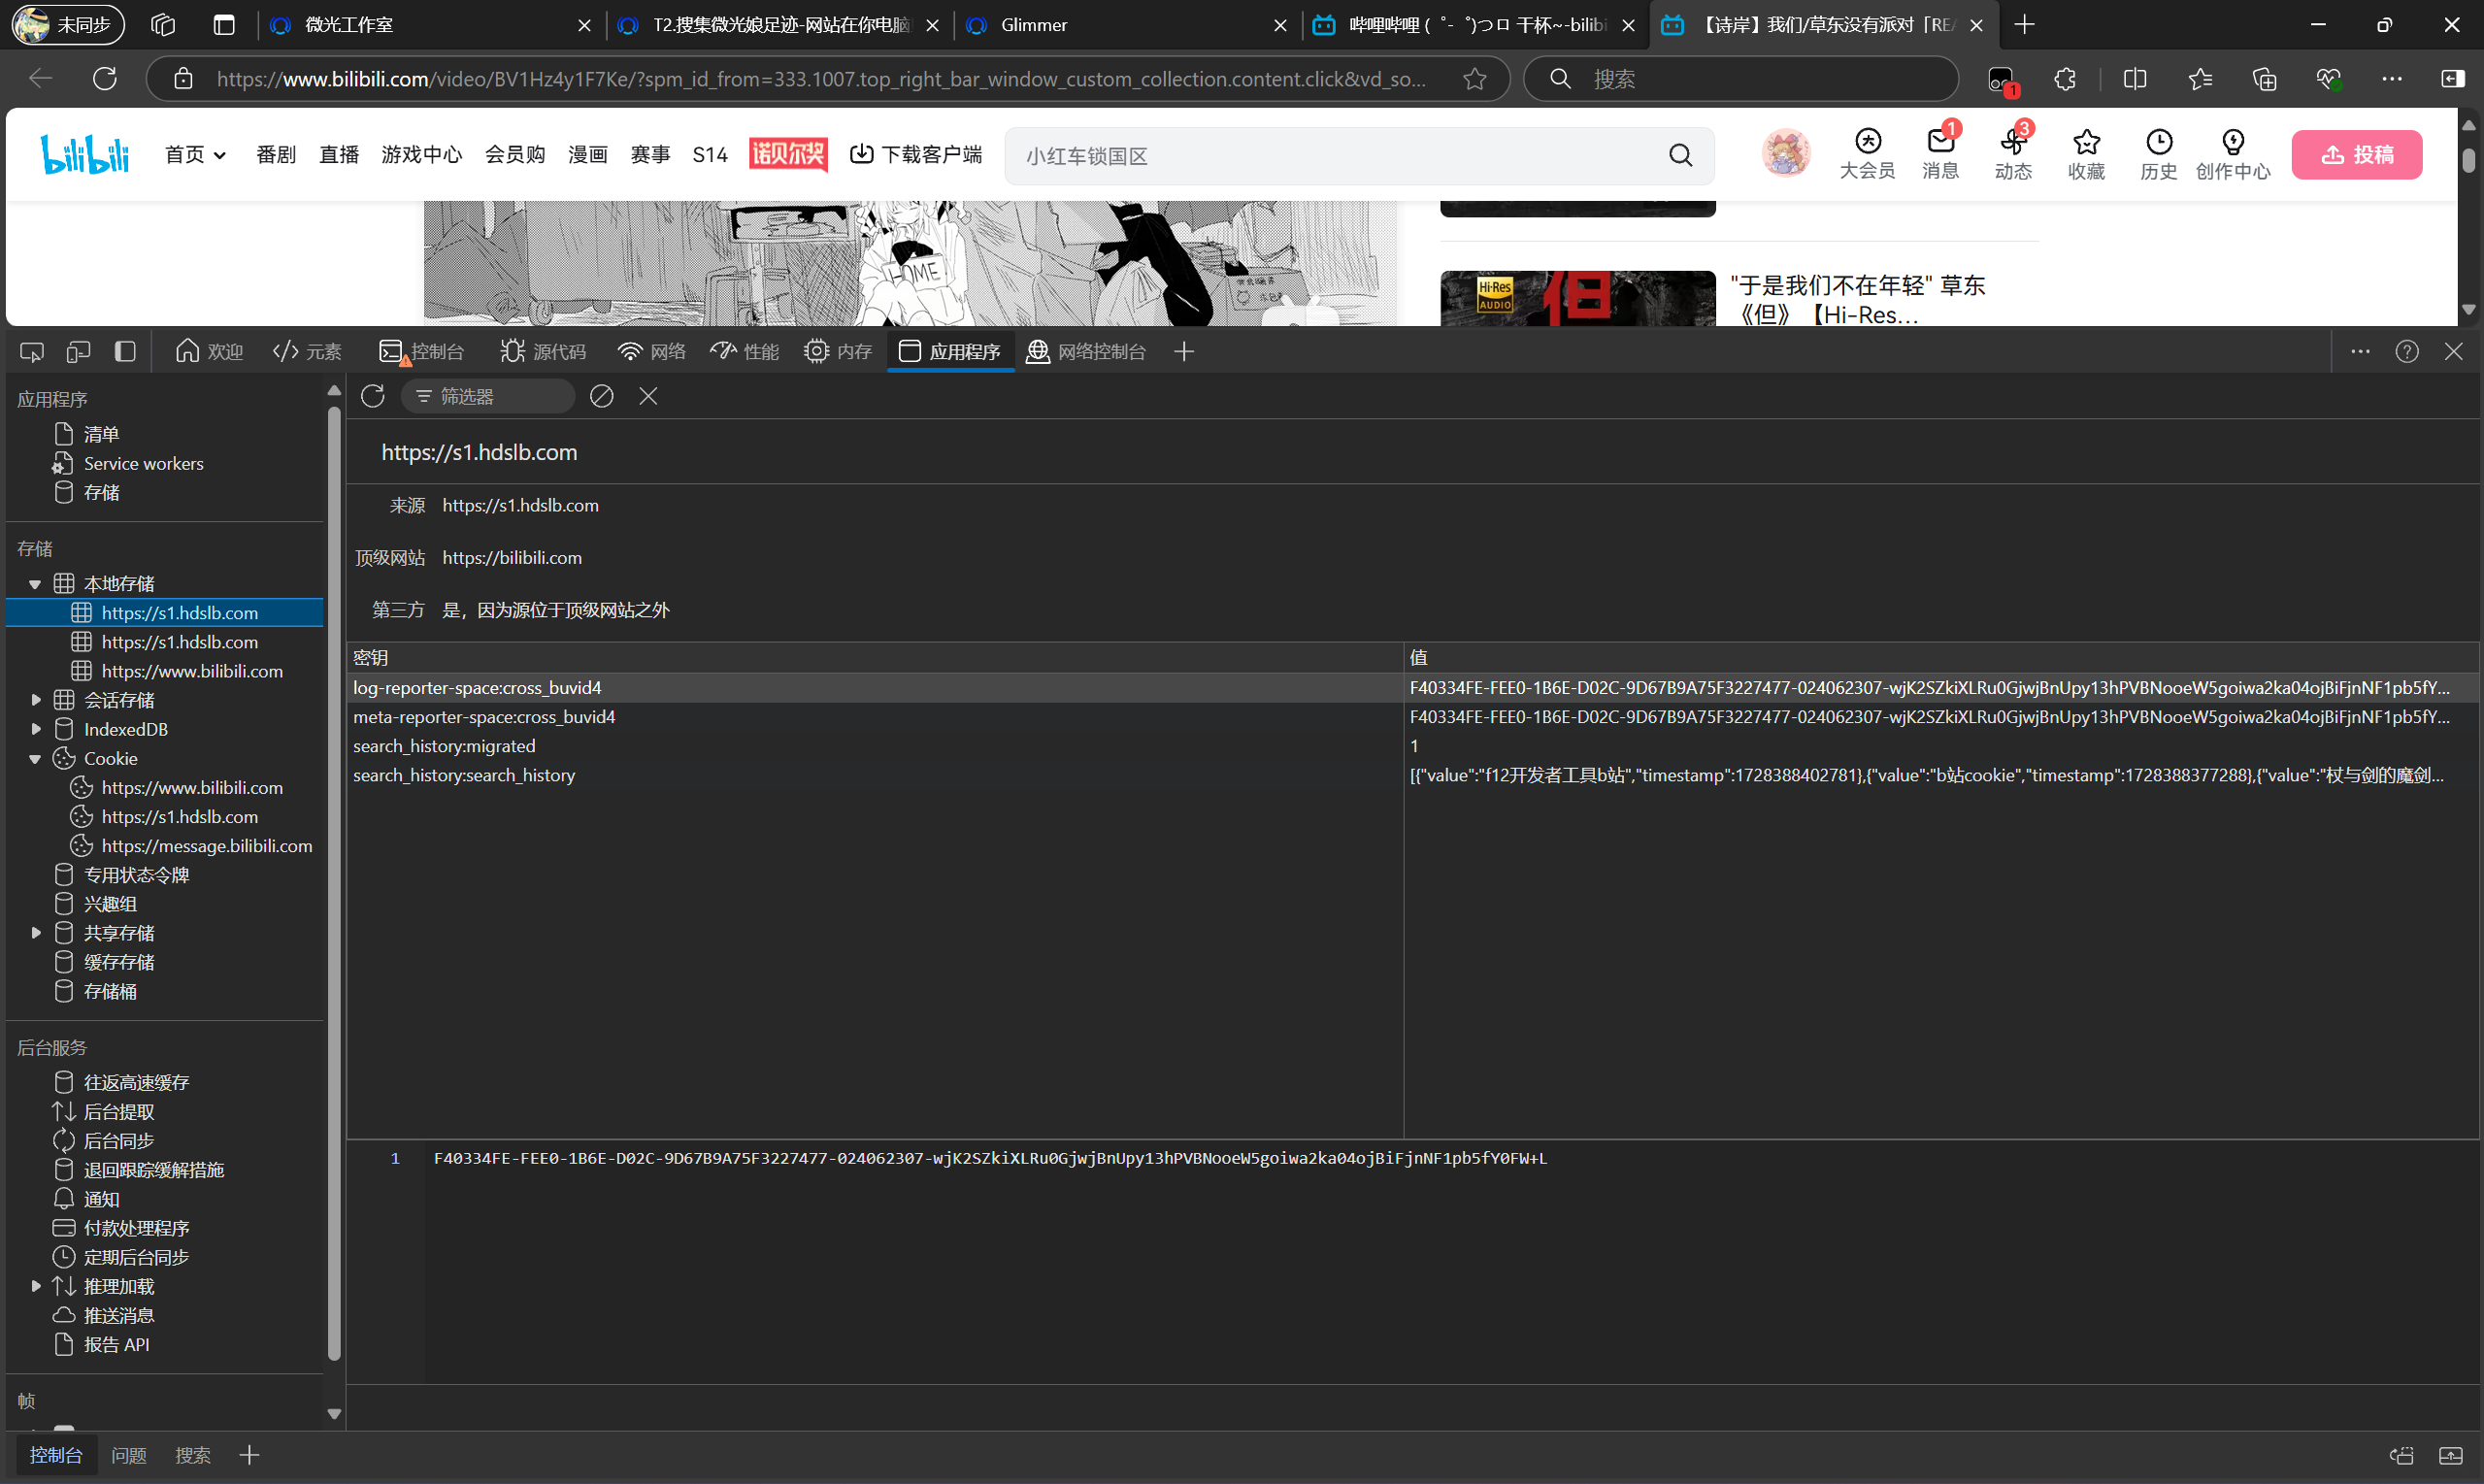 未同步
微光工作室
T2.搜集微光娘足迹-网站在你电脑
Glimmer
哔哩哔哩 (゜-゜)つロ 干杯~-bilibi
【诗岸】我们/草东没有派对「RE
https://www.bilibili.com/video/BV1Hz4y1F7Ke/?spm_id_from=333.1007.top_right_bar_window_custom_collection.content.click&vd_so...
搜索
1
bilibili
首页
番剧
直播
游戏中心
会员购
漫画
赛事
S14
诺贝尔奖
下载客户端
小红车锁国区
大会员
1
消息
3
动态
收藏
历史
创作中心
投稿
HOME
Hi-Res
AUDIO
但
"于是我们不在年轻" 草东
《但》【Hi-Res...
欢迎
元素
控制台
源代码
网络
性能
内存
应用程序
网络控制台
应用程序
清单
Service workers
存储
存储
本地存储
https://s1.hdslb.com
https://s1.hdslb.com
https://www.bilibili.com
会话存储
IndexedDB
Cookie
https://www.bilibili.com
https://s1.hdslb.com
https://message.bilibili.com
专用状态令牌
兴趣组
共享存储
缓存存储
存储桶
后台服务
往返高速缓存
后台提取
后台同步
退回跟踪缓解措施
通知
付款处理程序
定期后台同步
推理加载
推送消息
报告 API
帧
筛选器
https://s1.hdslb.com
来源 https://s1.hdslb.com
顶级网站 https://bilibili.com
第三方 是，因为源位于顶级网站之外
密钥 值
log-reporter-space:cross_buvid4 F40334FE-FEE0-1B6E-D02C-9D67B9A75F3227477-024062307-wjK2SZkiXLRu0GjwjBnUpy13hPVBNooeW5goiwa2ka04ojBiFjnNF1pb5fY...
meta-reporter-space:cross_buvid4 F40334FE-FEE0-1B6E-D02C-9D67B9A75F3227477-024062307-wjK2SZkiXLRu0GjwjBnUpy13hPVBNooeW5goiwa2ka04ojBiFjnNF1pb5fY...
search_history:migrated 1
search_history:search_history [{"value":"f12开发者工具b站","timestamp":1728388402781},{"value":"b站cookie","timestamp":1728388377288},{"value":"杖与剑的魔剑...
1 F40334FE-FEE0-1B6E-D02C-9D67B9A75F3227477-024062307-wjK2SZkiXLRu0GjwjBnUpy13hPVBNooeW5goiwa2ka04ojBiFjnNF1pb5fY0FW+L
控制台
问题
搜索